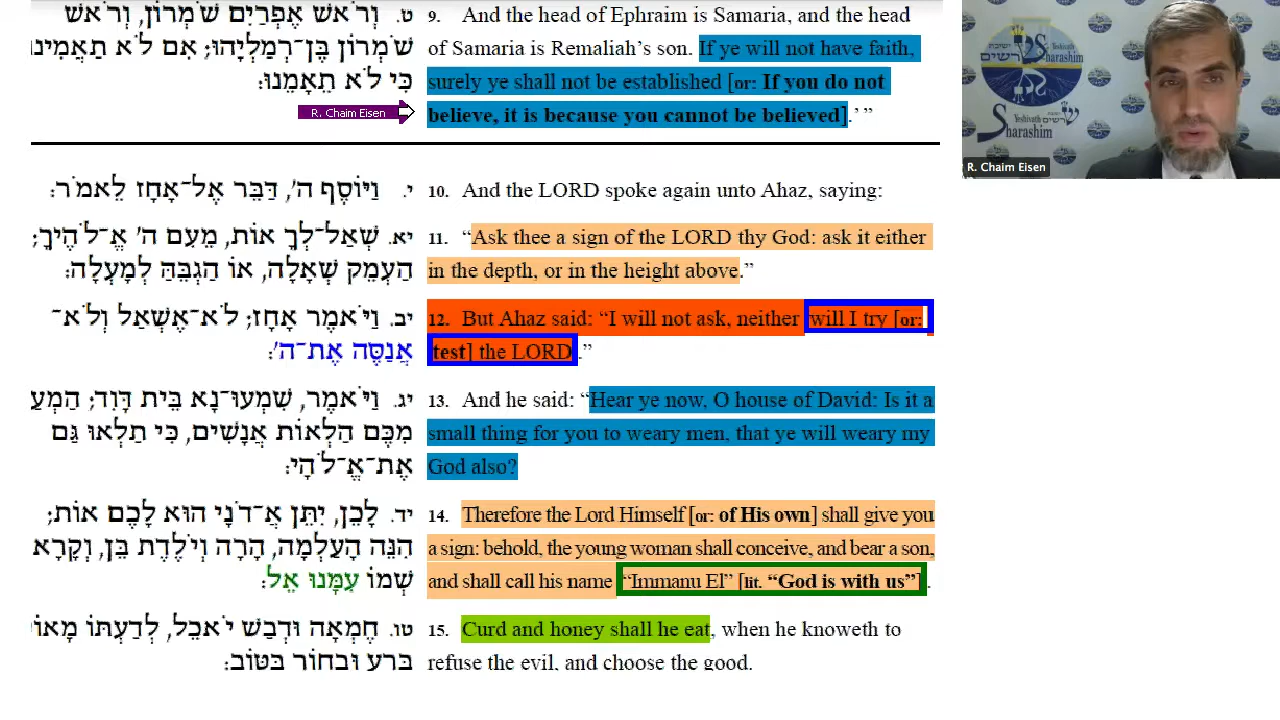 ט. וְרֹאשׁ אֶפְרַיִם שֹׁמְרוֹן, וְרֹאשׁ
שֹׁמְרוֹן בֶּן־רְמַלְיָהוּ; אִם לֹא תַאֲמִינוּ
כִּי לֹא תֵאָמֵנוּ:
R. Chaim Eisen
9. And the head of Ephraim is Samaria, and the head
of Samaria is Remaliah’s son. If ye will not have faith,
surely ye shall not be established [or: If you do not
believe, it is because you cannot be believed].’ ”
י. וַיּוֹסֶף ה', דַּבֵּר אֶל־אָחָז לֵאמֹר:
10. And the LORD spoke again unto Ahaz, saying:
יא. שְׁאַל־לְךָ אוֹת, מֵעִם ה' אֱ־לֹהֶיךָ;
הַעְמֵק שְׁאָלָה, אוֹ הַגְבֵּהַּ לְמָעְלָה:
11. “Ask thee a sign of the LORD thy God: ask it either
in the depth, or in the height above.”
יב. וַיֹּאמֶר אָחָז; לֹא־אֶשְׁאַל וְלֹא־
אֲנַסֶּה אֶת־ה':
12. But Ahaz said: “I will not ask, neither will I try [or:
test] the LORD.”
יג. וַיֹּאמֶר, שִׁמְעוּ־נָא בֵּית דָּוִד; הַמְעַ
מִכֶּם הַלְאוֹת אֲנָשִׁים, כִּי תַלְאוּ גַּם
אֶת־אֱ־לֹהָי:
13. And he said: “Hear ye now, O house of David: Is it a
small thing for you to weary men, that ye will weary my
God also?
יד. לָכֵן, יִתֵּן אֲ־דֹנָי הוּא לָכֶם אוֹת;
הִנֵּה הָעַלְמָה, הָרָה וְיֹלֶדֶת בֵּן, וְקָרָא
שְׁמוֹ עִמָּנוּ אֵל:
14. Therefore the Lord Himself [or: of His own] shall give you
a sign: behold, the young woman shall conceive, and bear a son,
and shall call his name “Immanu El” [lit. “God is with us”].
טו. חֶמְאָה וּדְבַשׁ יֹאכֵל, לְדַעְתּוֹ מָאוֹ
בָּרָע וּבָחוֹר בַּטּוֹב:
15. Curd and honey shall he eat, when he knoweth to
refuse the evil, and choose the good.
Yeshivath
Sharashim
ישיבת
שרשים
R. Chaim Eisen